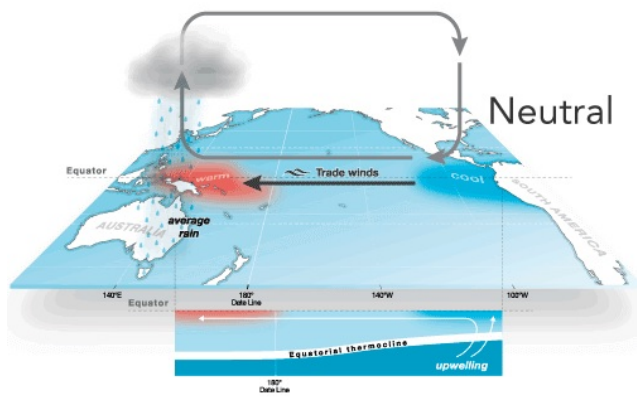 Neutral
Equator
warm
Trade winds
cool
SOUTH AMERICA
AUSTRALIA
average
rain
140°E
180°
Date Line
140°W
100°W
Equator
Equatorial thermocline
upwelling
180°
Date Line